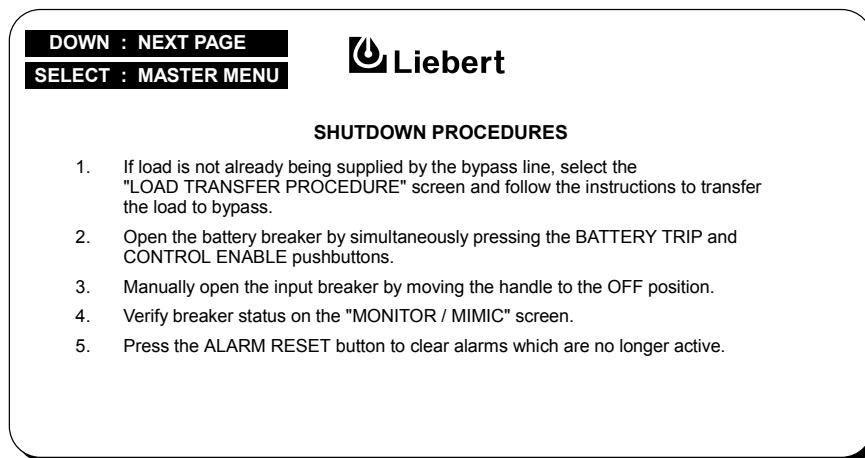 DOWN : NEXT PAGE
SELECT : MASTER MENU
Liebert
SHUTDOWN PROCEDURES
1. If load is not already being supplied by the bypass line, select the
"LOAD TRANSFER PROCEDURE" screen and follow the instructions to transfer
the load to bypass.
2. Open the battery breaker by simultaneously pressing the BATTERY TRIP and
CONTROL ENABLE pushbuttons.
3. Manually open the input breaker by moving the handle to the OFF position.
4. Verify breaker status on the "MONITOR / MIMIC" screen.
5. Press the ALARM RESET button to clear alarms which are no longer active.